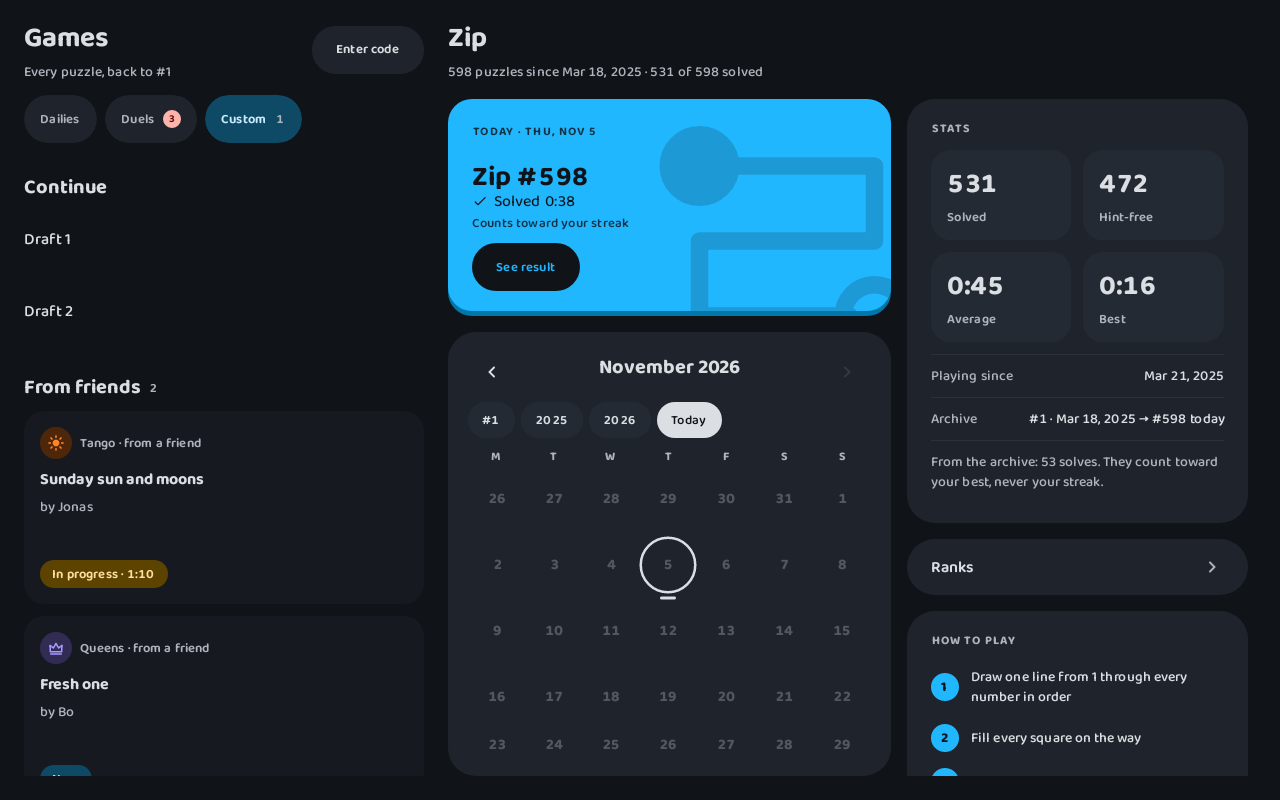 Games
Every puzzle, back to #1
Enter code
Dailies
Duels 3
Custom 1
Continue
Draft 1
Draft 2
From friends 2
Tango · from a friend
Sunday sun and moons
by Jonas
In progress · 1:10
Queens · from a friend
Fresh one
by Bo
Zip
598 puzzles since Mar 18, 2025 · 531 of 598 solved
TODAY · THU, NOV 5
Zip #598
Solved 0:38
Counts toward your streak
See result
November 2026
#1 2025 2026 Today
M T W T F S S
26 27 28 29 30 31 1
2 3 4 5 6 7 8
9 10 11 12 13 14 15
16 17 18 19 20 21 22
23 24 25 26 27 28 29
STATS
531
Solved
472
Hint-free
0:45
Average
0:16
Best
Playing since Mar 21, 2025
Archive #1 · Mar 18, 2025 → #598 today
From the archive: 53 solves. They count toward
your best, never your streak.
Ranks
HOW TO PLAY
1 Draw one line from 1 through every
number in order
2 Fill every square on the way